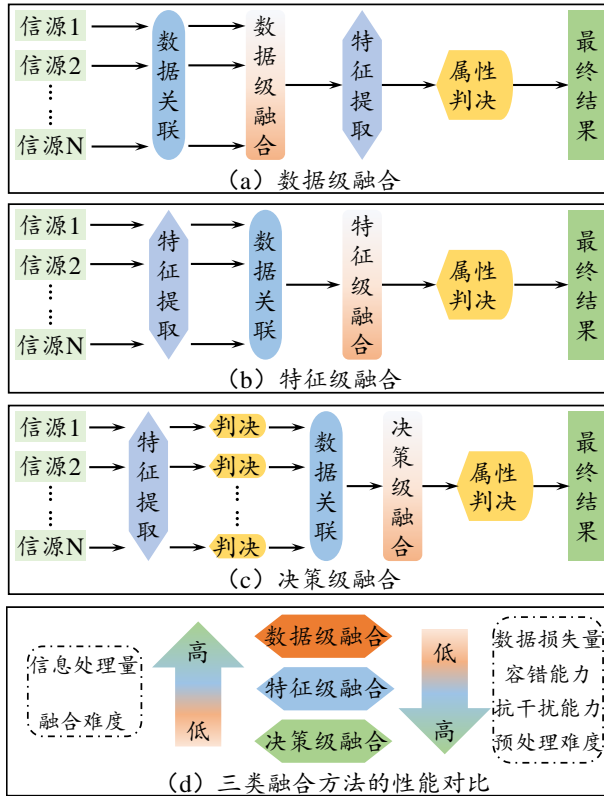 信源1
信源2
信源N
数据关联
数据级融合
特征提取
属性
判决
最终结果
(a) 数据级融合
信源1
信源2
信源N
特征提取
数据关联
特征级融合
属性
判决
最终结果
(b) 特征级融合
信源1
信源2
信源N
特征提取
判决
判决
判决
数据关联
决策级融合
属性
判决
最终结果
(c) 决策级融合
信息处理量
融合难度
高
低
数据级融合
特征级融合
决策级融合
低
高
数据损失量
容错能力
抗干扰能力
预处理难度
(d) 三类融合方法的性能对比